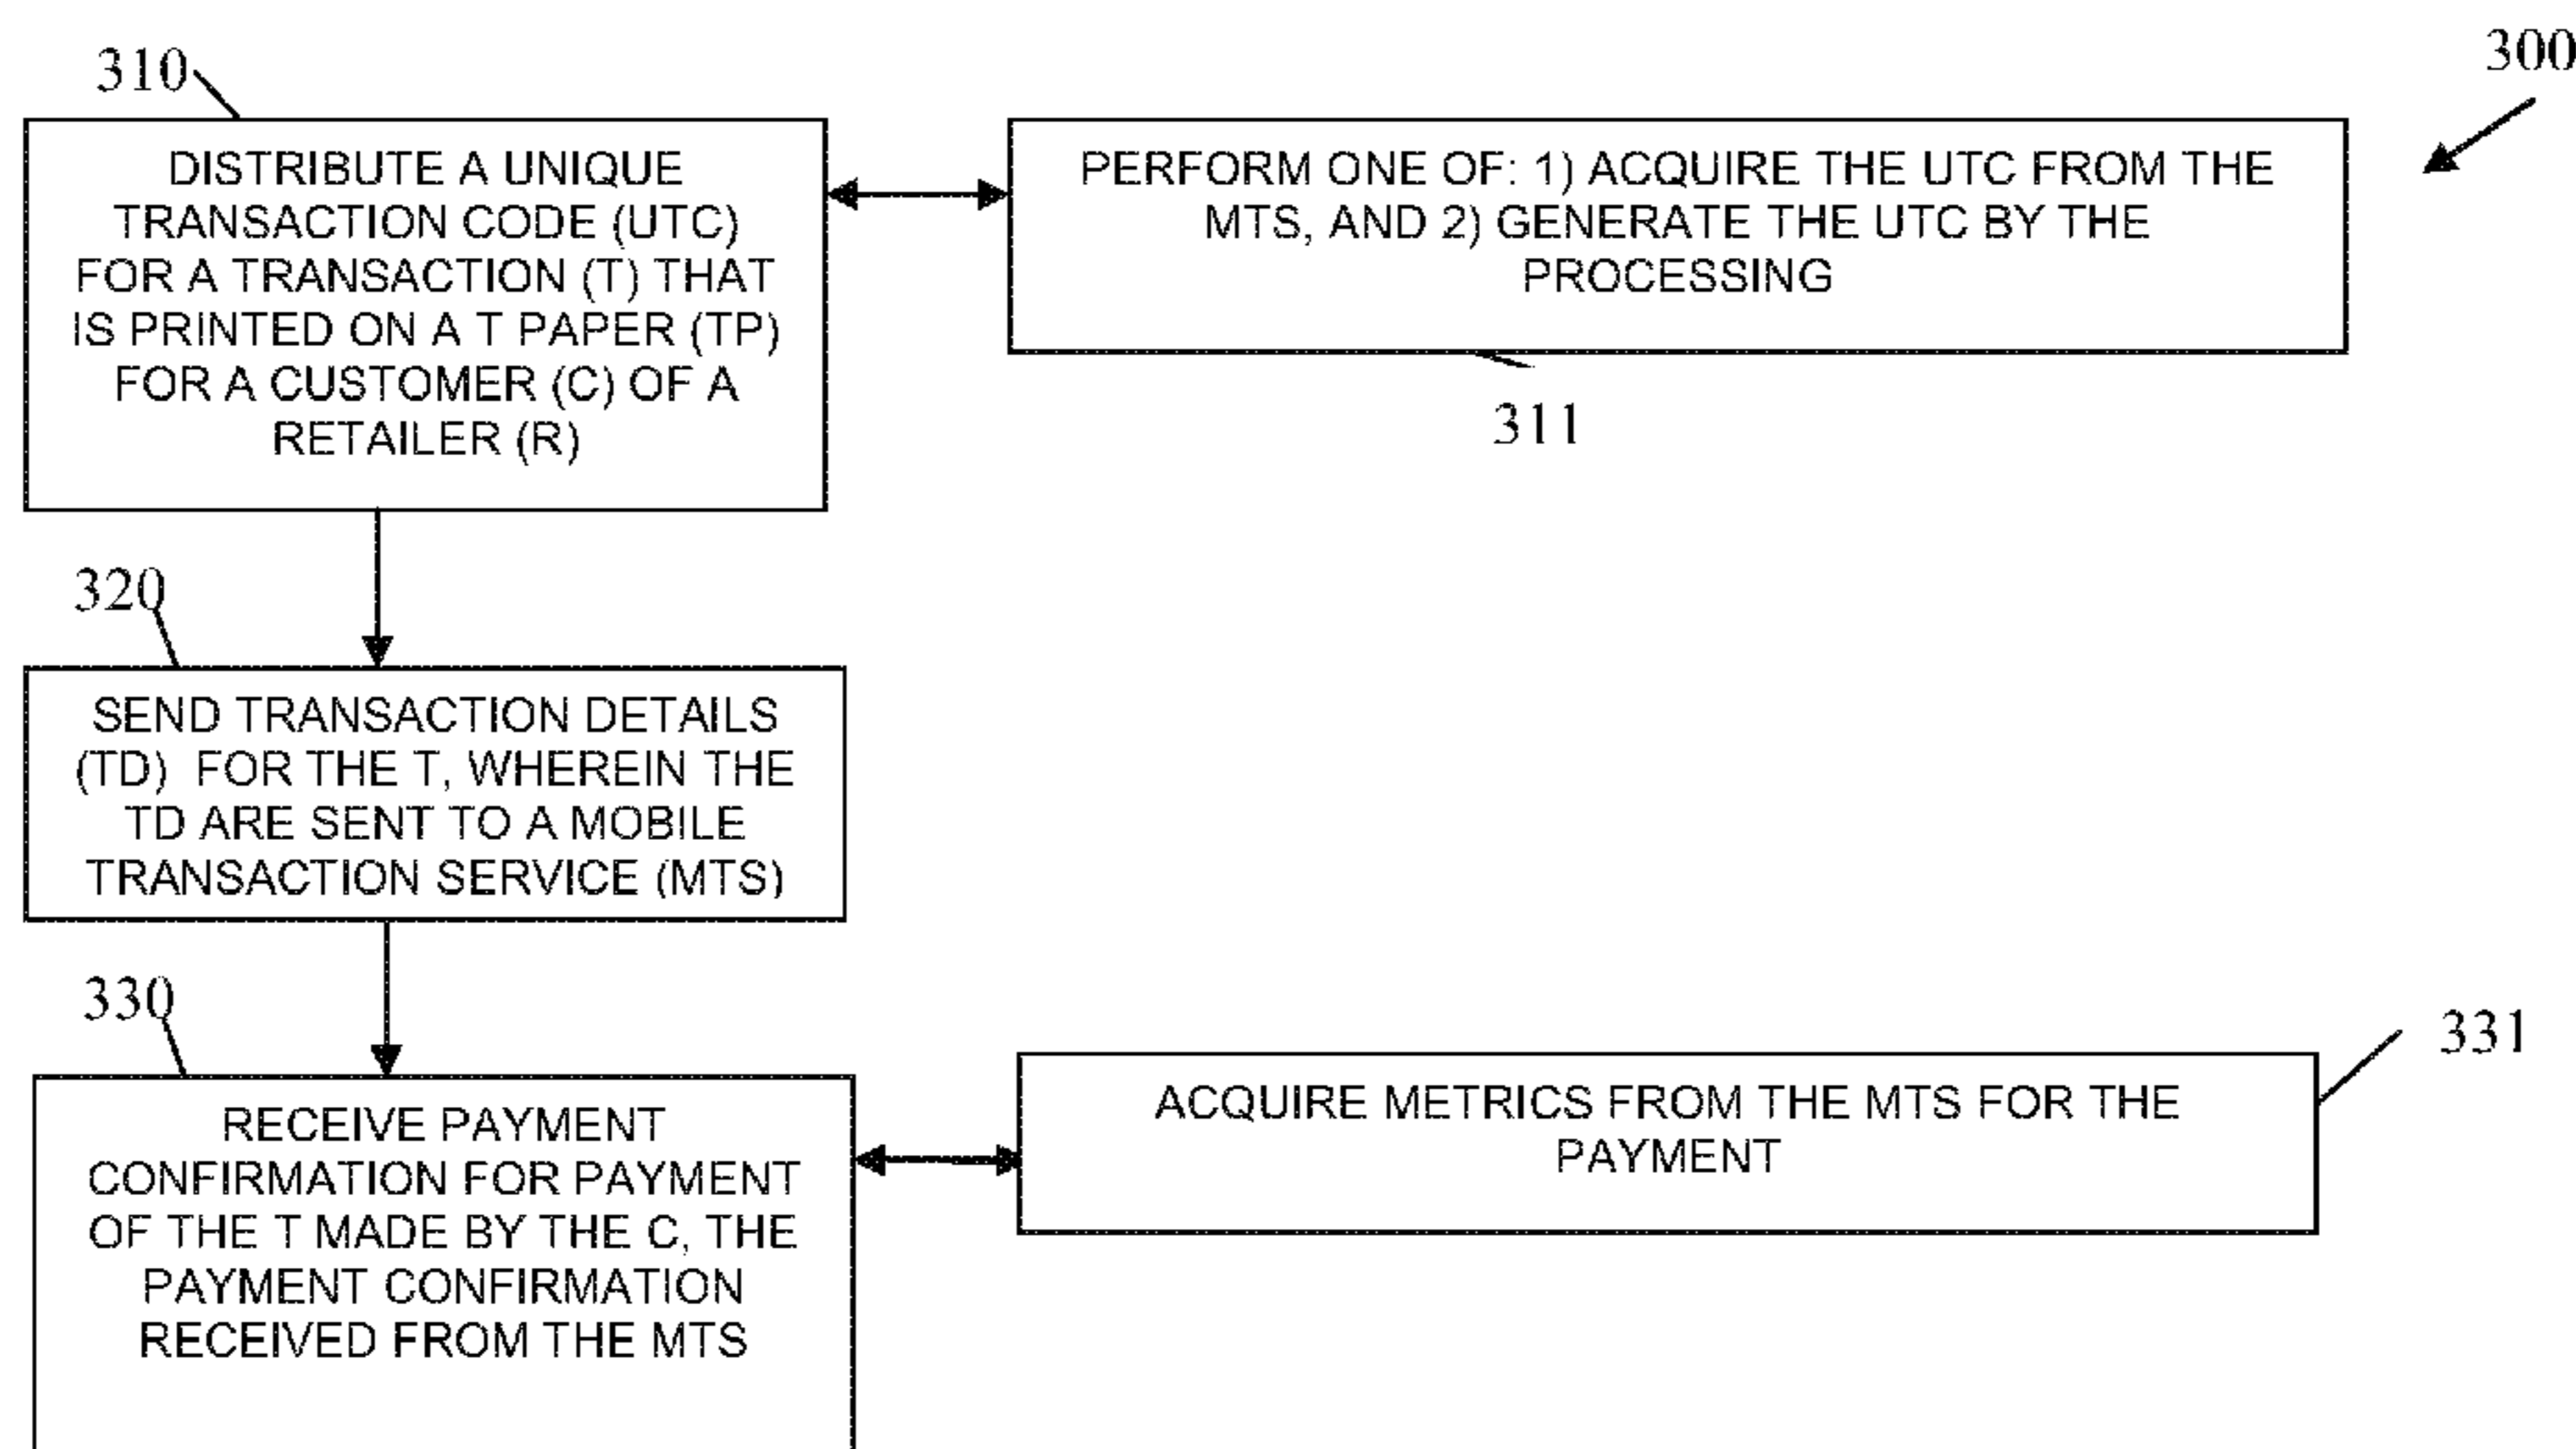 310
300
DISTRIBUTE A UNIQUE
TRANSACTION CODE (UTC)
FOR A TRANSACTION (T) THAT
IS PRINTED ON A T PAPER (TP)
FOR A CUSTOMER (C) OF A
RETAILER (R)
PERFORM ONE OF: 1) ACQUIRE THE UTC FROM THE
MTS, AND 2) GENERATE THE UTC BY THE
PROCESSING
311
320
SEND TRANSACTION DETAILS
(TD) FOR THE T, WHEREIN THE
TD ARE SENT TO A MOBILE
TRANSACTION SERVICE (MTS)
330
RECEIVE PAYMENT
CONFIRMATION FOR PAYMENT
OF THE T MADE BY THE C, THE
PAYMENT CONFIRMATION
RECEIVED FROM THE MTS
331
ACQUIRE METRICS FROM THE MTS FOR THE
PAYMENT